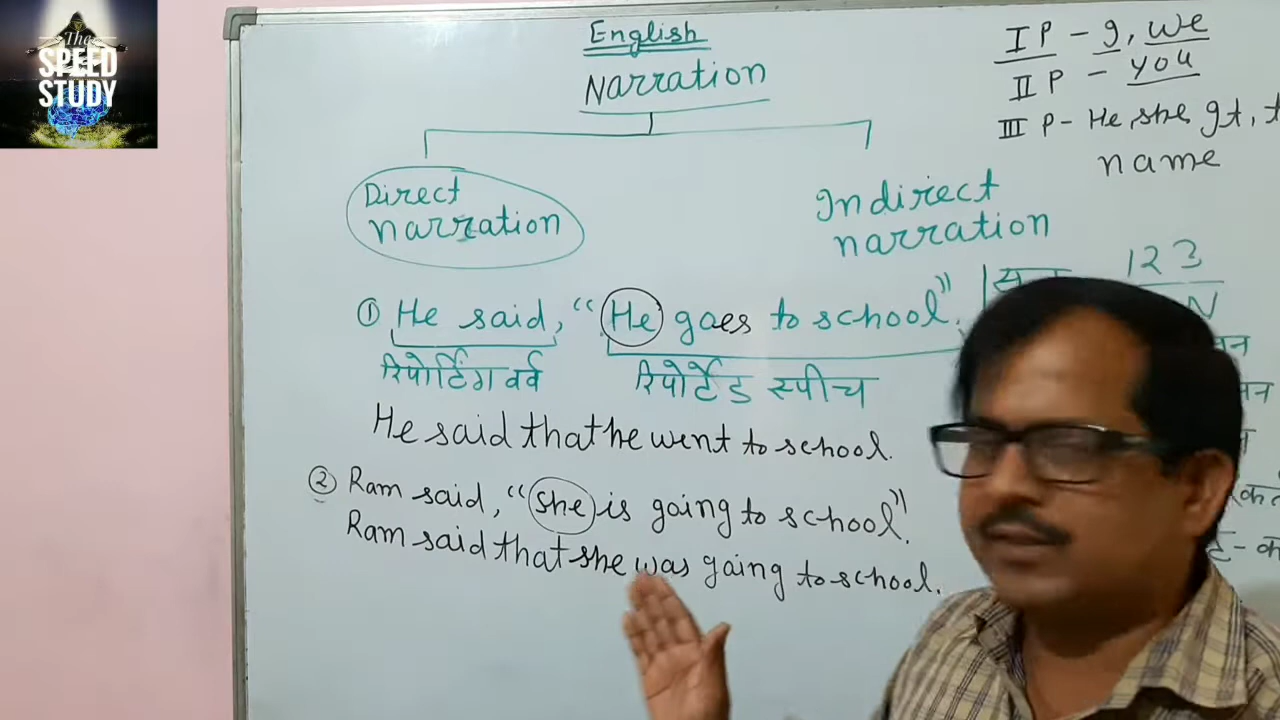 The
SPEED
STUDY
English
Narration
I P - I, we
II P - you
III P - He, she, It,
name
Direct
narration
Indirect
narration
123
N
① He said, “He goes to school”.
रिपोर्टिंग वर्व
रिपोर्टेड स्पीच
He said that he went to school.
② Ram said, “She is going to school”.
Ram said that she was going to school.